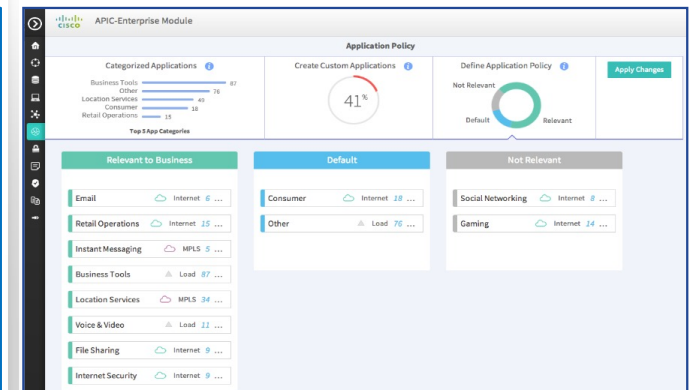 cisco APIC-Enterprise Module
Application Policy
Categorized Applications
Business Tools 87
Other 76
Location Services
Consumer 18
Retail Operations 15
Top 5 App Categories
Create Custom Applications
41%
Define Application Policy
Not Relevant
Default
Relevant
Apply Changes
Relevant to Business
Email Internet 6 ...
Retail Operations Internet 15 ...
Instant Messaging MPLS 5 ...
Business Tools Load 87 ...
Location Services MPLS 34 ...
Voice & Video Load 11 ...
File Sharing Internet 9 ...
Internet Security Internet 9 ...
Default
Consumer Internet 18 ...
Other Load 76 ...
Not Relevant
Social Networking Internet 8 ...
Gaming Internet 14 ...